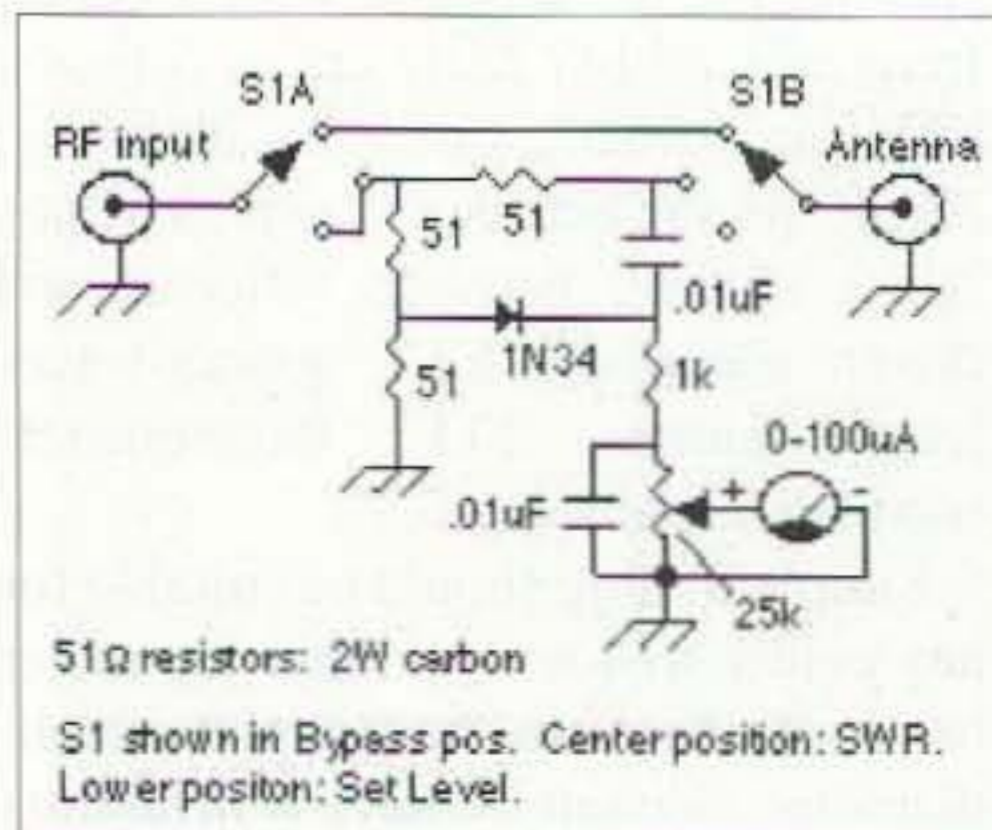 S1A
S1B
RF input
Antenna
51
51
.01uF
1N34
51
1k
0-100uA
+
-
.01uF
25k
51Ω resistors: 2W carbon
S1 shown in Bypass pos. Center position: SWR.
Lower positon: Set Level.